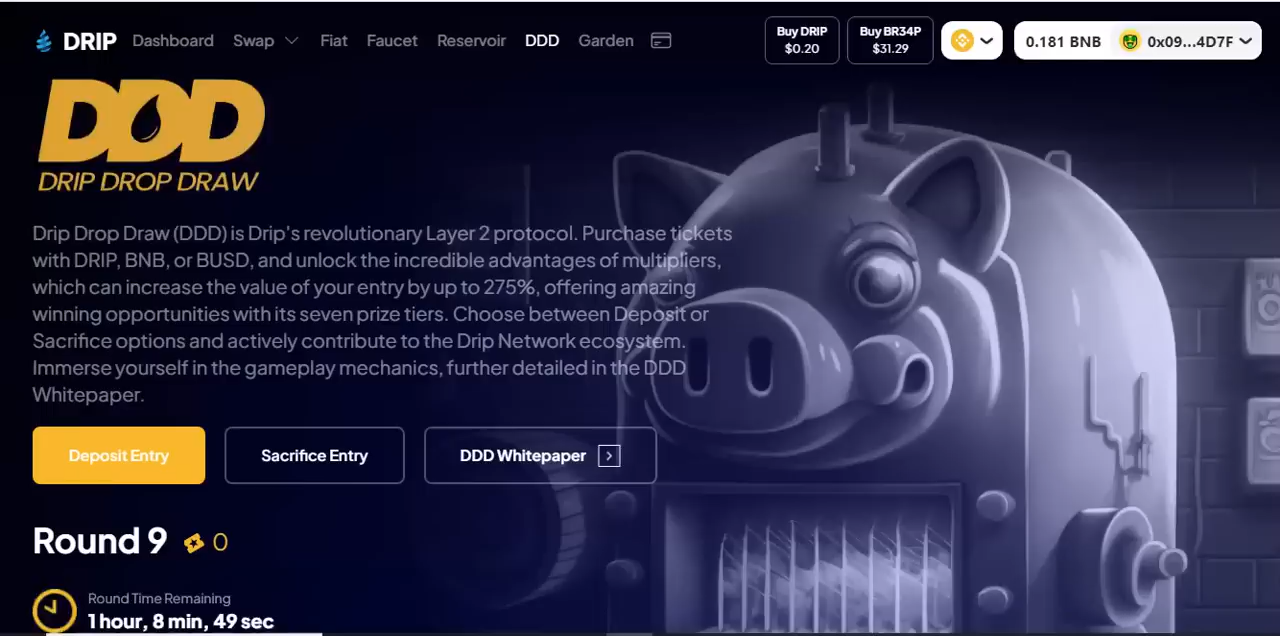 DRIP Dashboard Swap Fiat Faucet Reservoir DDD Garden
Buy DRIP
$0.20
Buy BR34P
$31.29
0.181 BNB 0x09...4D7F
DDD
DRIP DROP DRAW
Drip Drop Draw (DDD) is Drip's revolutionary Layer 2 protocol. Purchase tickets
with DRIP, BNB, or BUSD, and unlock the incredible advantages of multipliers,
which can increase the value of your entry by up to 275%, offering amazing
winning opportunities with its seven prize tiers. Choose between Deposit or
Sacrifice options and actively contribute to the Drip Network ecosystem.
Immerse yourself in the gameplay mechanics, further detailed in the DDD
Whitepaper.
Deposit Entry Sacrifice Entry DDD Whitepaper
Round 9 0
Round Time Remaining
1 hour, 8 min, 49 sec